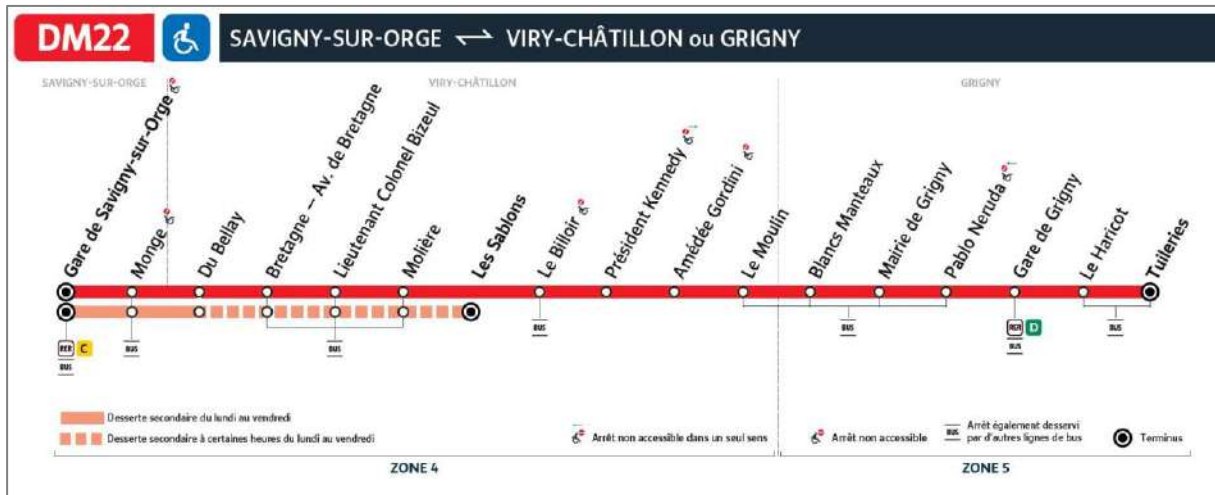 DM22
SAVIGNY-SUR-ORGE ⇌ VIRY-CHÂTILLON ou GRIGNY
SAVIGNY-SUR-ORGE
VIRY-CHÂTILLON
GRIGNY
Gare de Savigny-sur-Orge
Monge
Du Bellay
Bretagne – Av. de Bretagne
Lieutenant Colonel Bizeul
Molière
Les Sablons
Le Billoir
Président Kennedy
Amédée Gordini
Le Moulin
Blancs Manteaux
Mairie de Grigny
Pablo Neruda
Gare de Grigny
Le Haricot
Tuileries
RER C
BUS
BUS
BUS
BUS
BUS
RER D
BUS
BUS
Desserte secondaire du lundi au vendredi
Desserte secondaire à certaines heures du lundi au vendredi
Arrêt non accessible dans un seul sens
Arrêt non accessible
BUS
Arrêt également desservi
par d'autres lignes de bus
Terminus
ZONE 4
ZONE 5